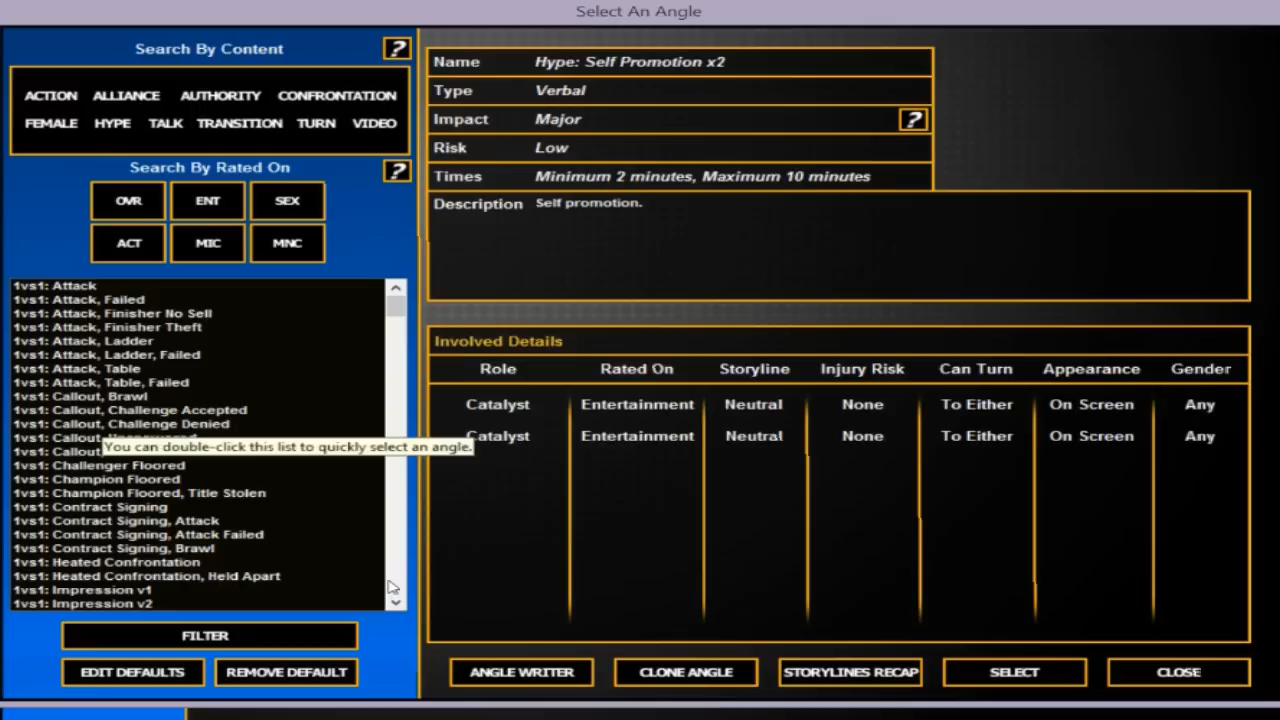 Select An Angle
Search By Content ?
ACTION ALLIANCE AUTHORITY CONFRONTATION
FEMALE HYPE TALK TRANSITION TURN VIDEO
Search By Rated On ?
OVR ENT SEX
ACT MIC MNC
1vs1: Attack
1vs1: Attack, Failed
1vs1: Attack, Finisher No Sell
1vs1: Attack, Finisher Theft
1vs1: Attack, Ladder
1vs1: Attack, Ladder, Failed
1vs1: Attack, Table
1vs1: Attack, Table, Failed
1vs1: Callout, Brawl
1vs1: Callout, Challenge Accepted
1vs1: Callout, Challenge Denied
1vs1: Callout,
You can double-click this list to quickly select an angle.
1vs1: Callout,
1vs1: Challenger Floored
1vs1: Champion Floored
1vs1: Champion Floored, Title Stolen
1vs1: Contract Signing
1vs1: Contract Signing, Attack
1vs1: Contract Signing, Attack Failed
1vs1: Contract Signing, Brawl
1vs1: Heated Confrontation
1vs1: Heated Confrontation, Held Apart
1vs1: Impression v1
1vs1: Impression v2
FILTER
EDIT DEFAULTS REMOVE DEFAULT
Name Hype: Self Promotion x2
Type Verbal
Impact Major ?
Risk Low
Times Minimum 2 minutes, Maximum 10 minutes
Description Self promotion.
Involved Details
Role Rated On Storyline Injury Risk Can Turn Appearance Gender
Catalyst Entertainment Neutral None To Either On Screen Any
Catalyst Entertainment Neutral None To Either On Screen Any
ANGLE WRITER CLONE ANGLE STORYLINES RECAP SELECT CLOSE